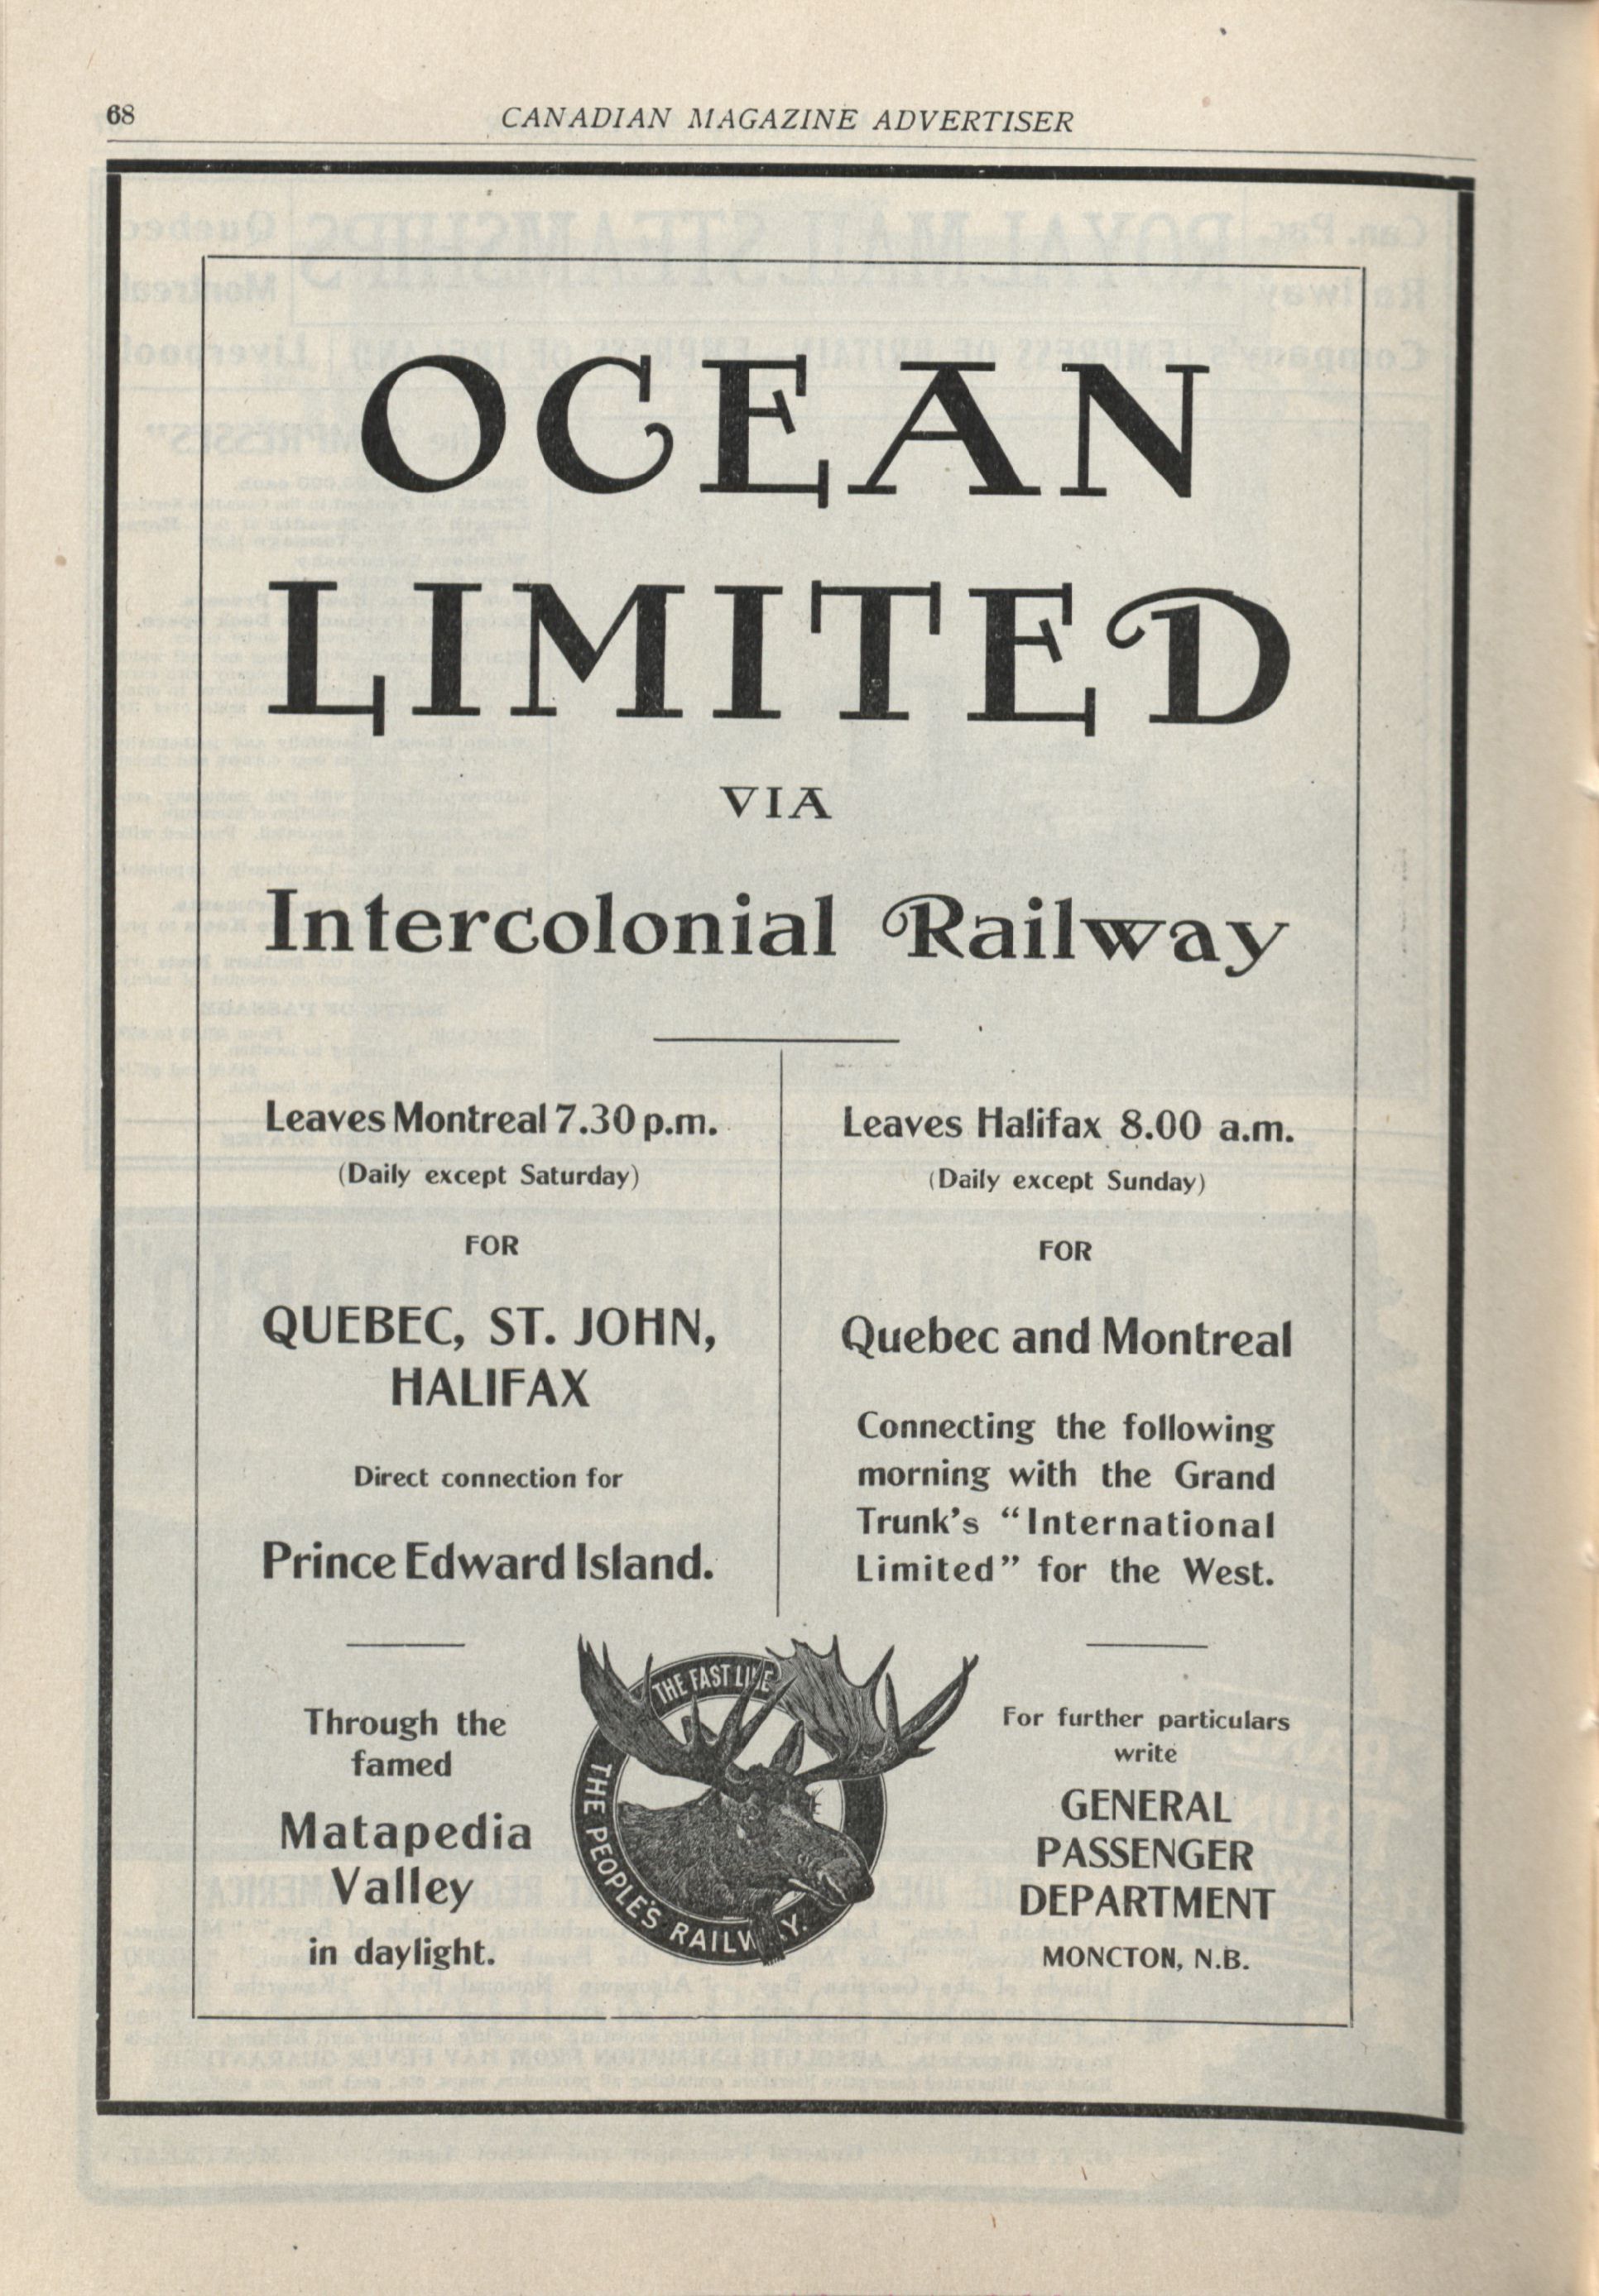 68
CANADIAN MAGAZINE ADVERTISER
OCEAN
LIMITED
VIA
Intercolonial Railway
Leaves Montreal 7.30 p.m.
(Daily except Saturday)
FOR
QUEBEC, ST. JOHN,
HALIFAX
Direct connection for
Prince Edward Island.
Leaves Halifax 8.00 a.m.
(Daily except Sunday)
FOR
Quebec and Montreal
Connecting the following
morning with the Grand
Trunk's "International
Limited" for the West.
Through the
famed
Matapedia
Valley
in daylight.
THE FAST LINE
THE PEOPLE'S RAILWAY.
For further particulars
write
GENERAL
PASSENGER
DEPARTMENT
MONCTON, N.B.